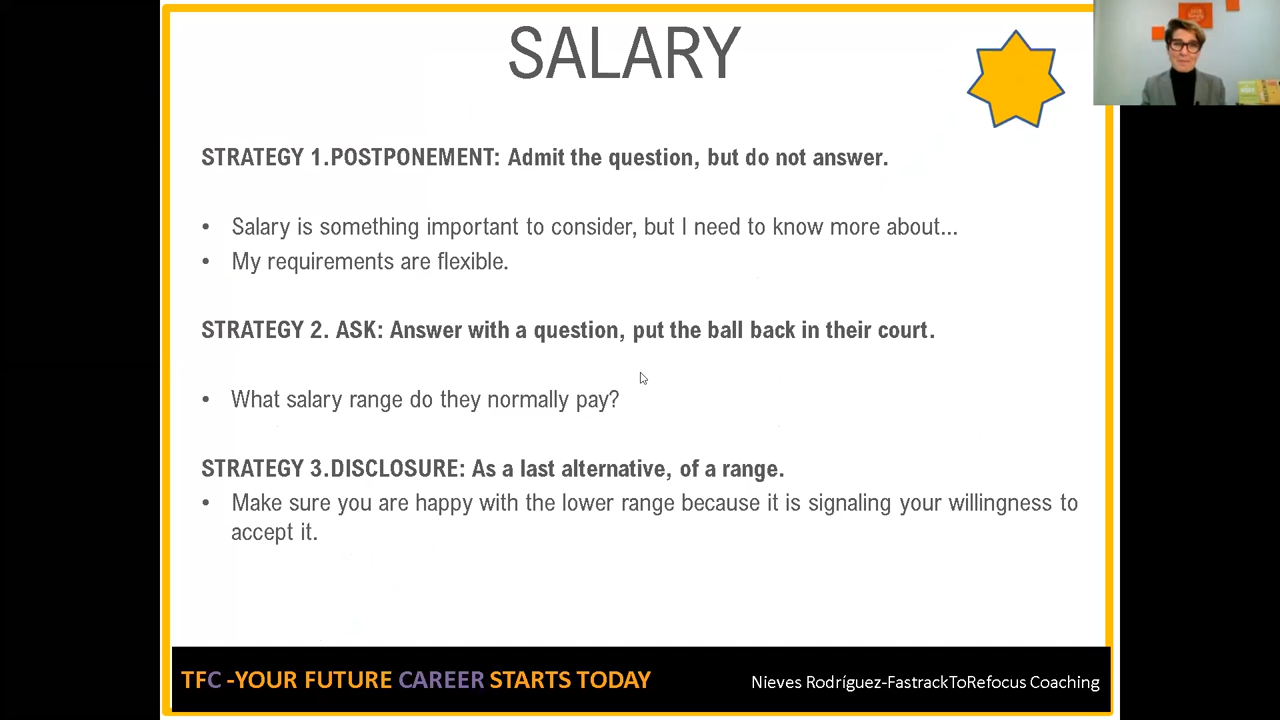 SALARY
STRATEGY 1.POSTPONEMENT: Admit the question, but do not answer.
• Salary is something important to consider, but I need to know more about...
• My requirements are flexible.
STRATEGY 2. ASK: Answer with a question, put the ball back in their court.
• What salary range do they normally pay?
STRATEGY 3.DISCLOSURE: As a last alternative, of a range.
• Make sure you are happy with the lower range because it is signaling your willingness to
accept it.
TFC -YOUR FUTURE CAREER STARTS TODAY
Nieves Rodríguez-FastrackToRefocus Coaching